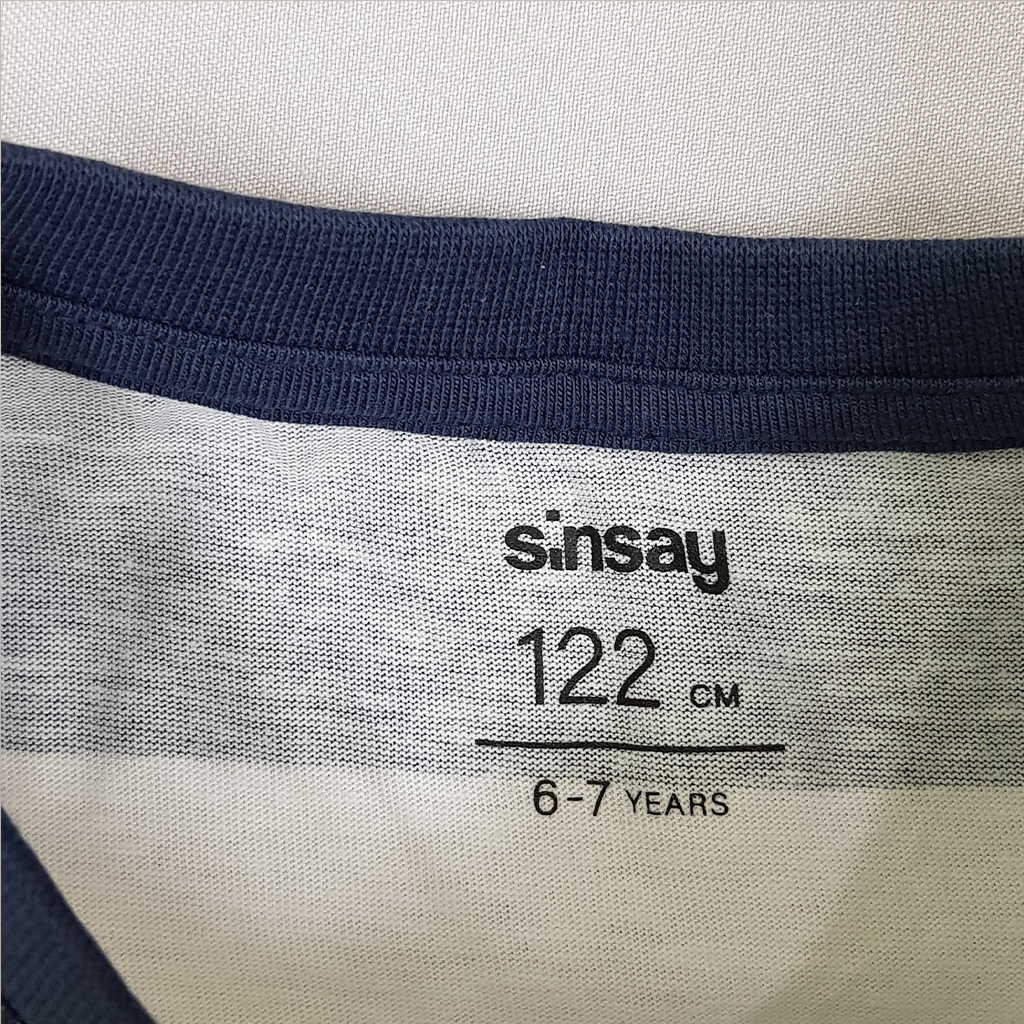 sinsay
122 CM
6-7 YEARS